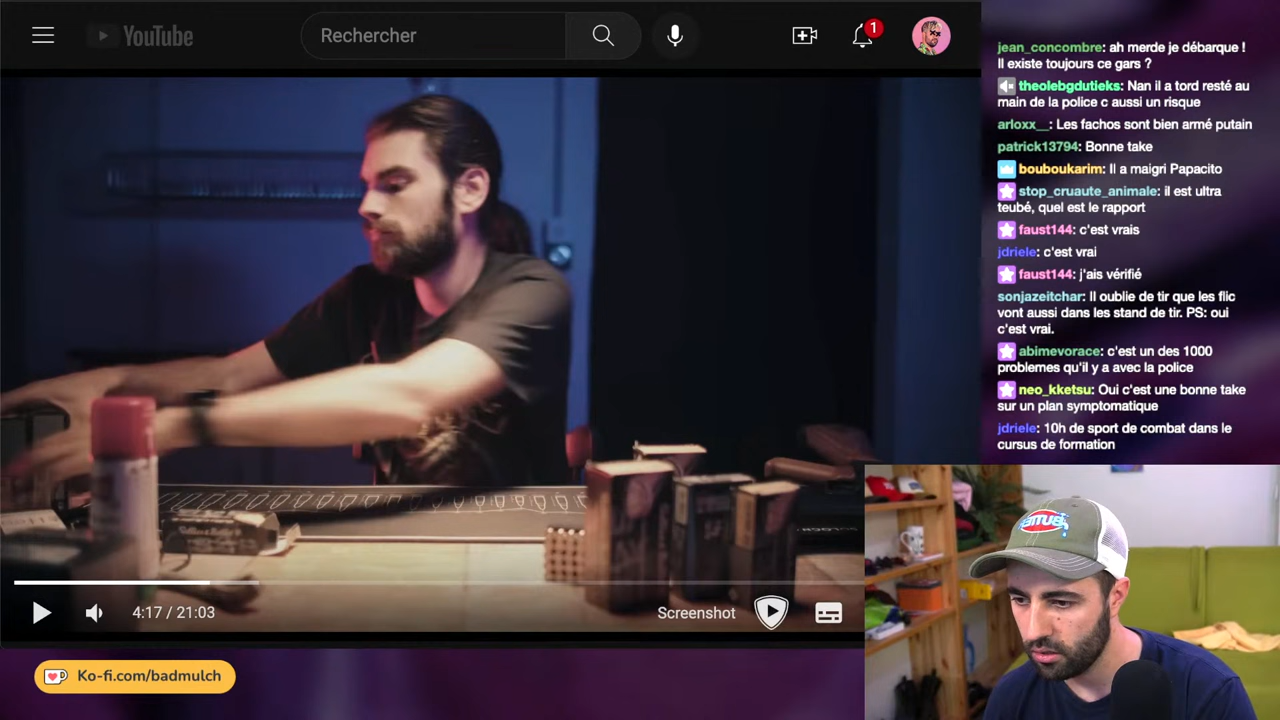 YouTube
Rechercher
1
4:17 / 21:03
Screenshot
Ko-fi.com/badmulch
jean_concombre: ah merde je débarque !
Il existe toujours ce gars ?
theolebgdutieks: Nan il a tord resté au
main de la police c aussi un risque
arloxx__: Les fachos sont bien armé putain
patrick13794: Bonne take
bouboukarim: Il a maigri Papacito
stop_cruaute_animale: il est ultra
teubé, quel est le rapport
faust144: c'est vrais
jdriele: c'est vrai
faust144: j'ais vérifié
sonjazeitchar: Il oublie de tir que les flic
vont aussi dans les stand de tir. PS: oui
c'est vrai.
abimevorace: c'est un des 1000
problemes qu'il y a avec la police
neo_kketsu: Oui c'est une bonne take
sur un plan symptomatique
jdriele: 10h de sport de combat dans le
cursus de formation